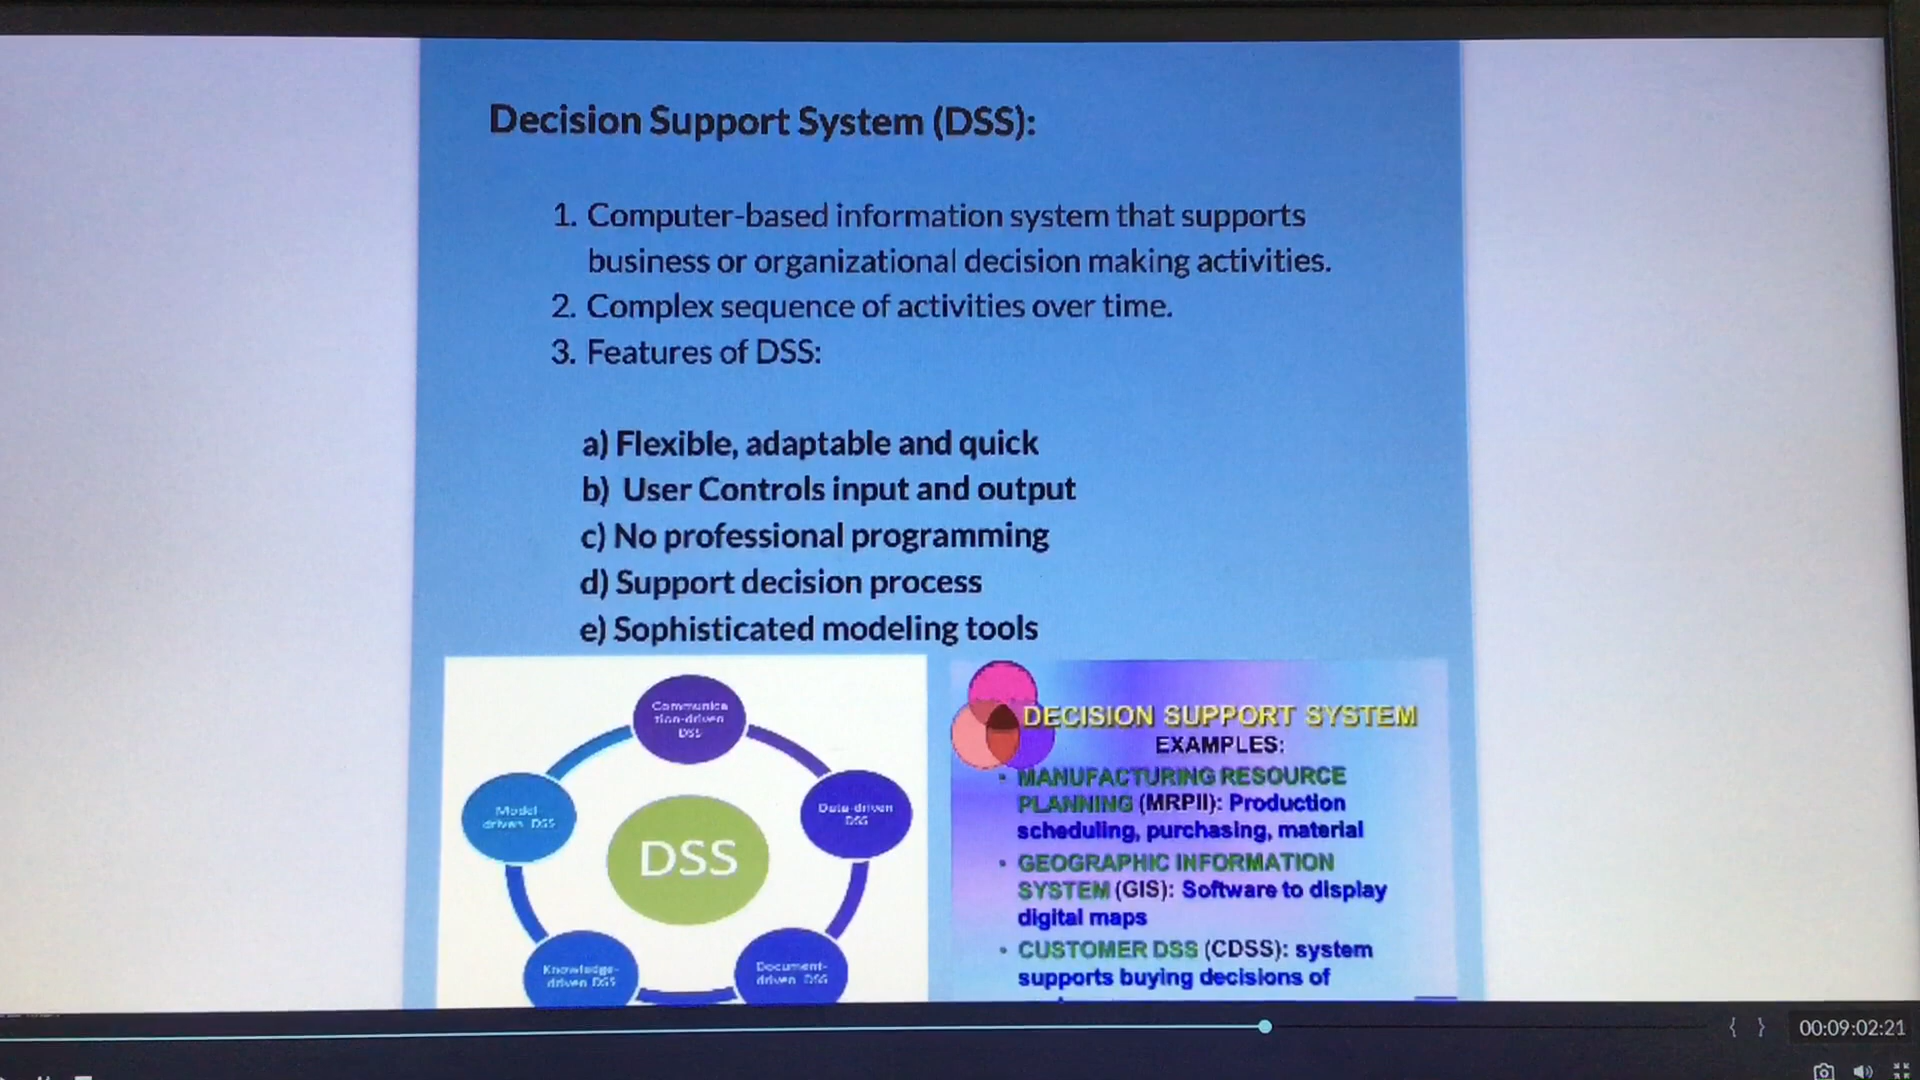 Decision Support System (DSS):
1. Computer-based information system that supports
business or organizational decision making activities.
2. Complex sequence of activities over time.
3. Features of DSS:
a) Flexible, adaptable and quick
b) User Controls input and output
c) No professional programming
d) Support decision process
e) Sophisticated modeling tools
Communica
tion-driven
DSS
Model-
driven DSS
Data-driven
DSS
DSS
Knowledge-
driven DSS
Document-
driven DSS
DECISION SUPPORT SYSTEM
EXAMPLES:
• MANUFACTURING RESOURCE
PLANNING (MRPII): Production
scheduling, purchasing, material
• GEOGRAPHIC INFORMATION
SYSTEM (GIS): Software to display
digital maps
• CUSTOMER DSS (CDSS): system
supports buying decisions of
{ } 00:09:02:21